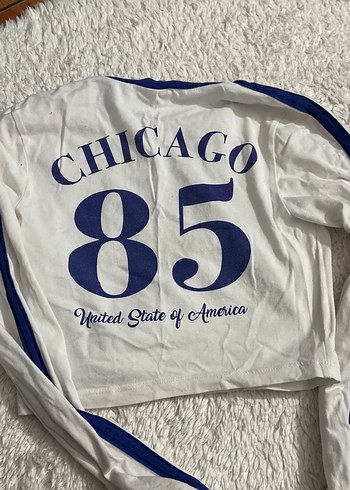 CHICAGO
85
United State of America